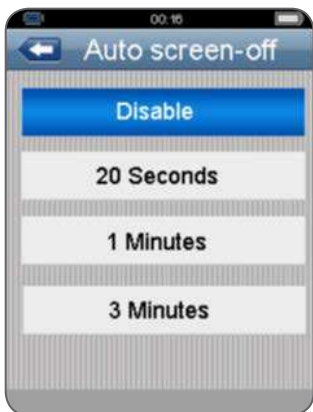 00:16
Auto screen-off
Disable
20 Seconds
1 Minutes
3 Minutes